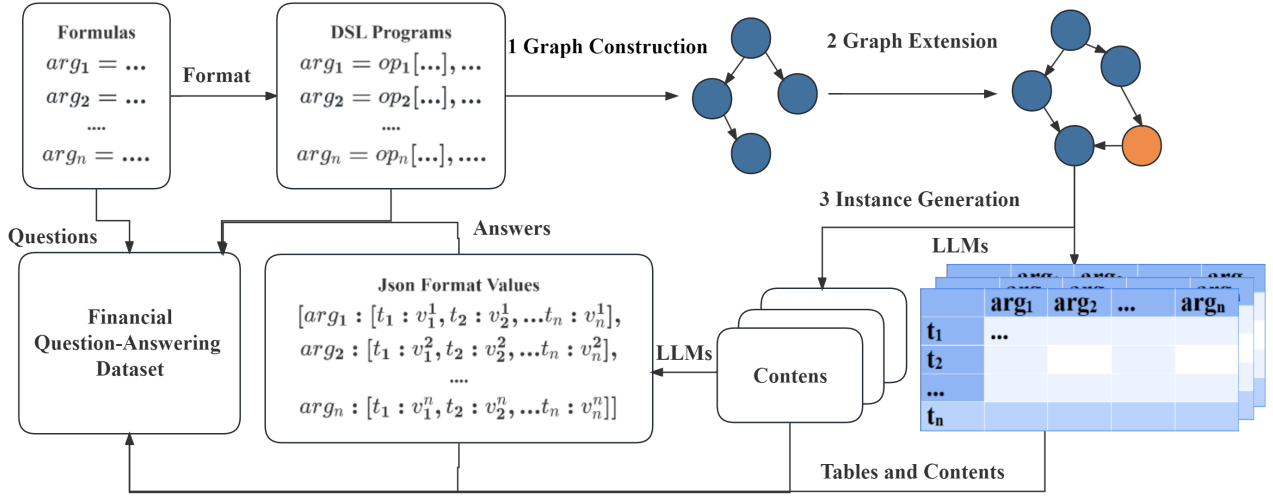 Formulas
arg₁ = ...
arg₂ = ...
....
argₙ = ....
Format
DSL Programs
arg₁ = op₁[...], ...
arg₂ = op₂[...], ...
....
argₙ = opₙ[...], ....
1 Graph Construction
2 Graph Extension
3 Instance Generation
Questions
Answers
LLMs
Financial
Question-Answering
Dataset
Json Format Values
[arg₁ : [t₁ : v₁¹, t₂ : v₂¹, ...tₙ : vₙ¹],
arg₂ : [t₁ : v₁², t₂ : v₂², ...tₙ : vₙ²],
....
argₙ : [t₁ : v₁ⁿ, t₂ : v₂ⁿ, ...tₙ : vₙⁿ]]
LLMs
Contens
arg₁ arg₂ ... argₙ
t₁ ...
t₂
...
tₙ
Tables and Contents